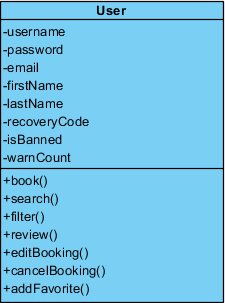 User
-username
-password
-email
-firstName
-lastName
-recoveryCode
-isBanned
-warnCount
+book()
+search()
+filter()
+review()
+editBooking()
+cancelBooking()
+addFavorite()